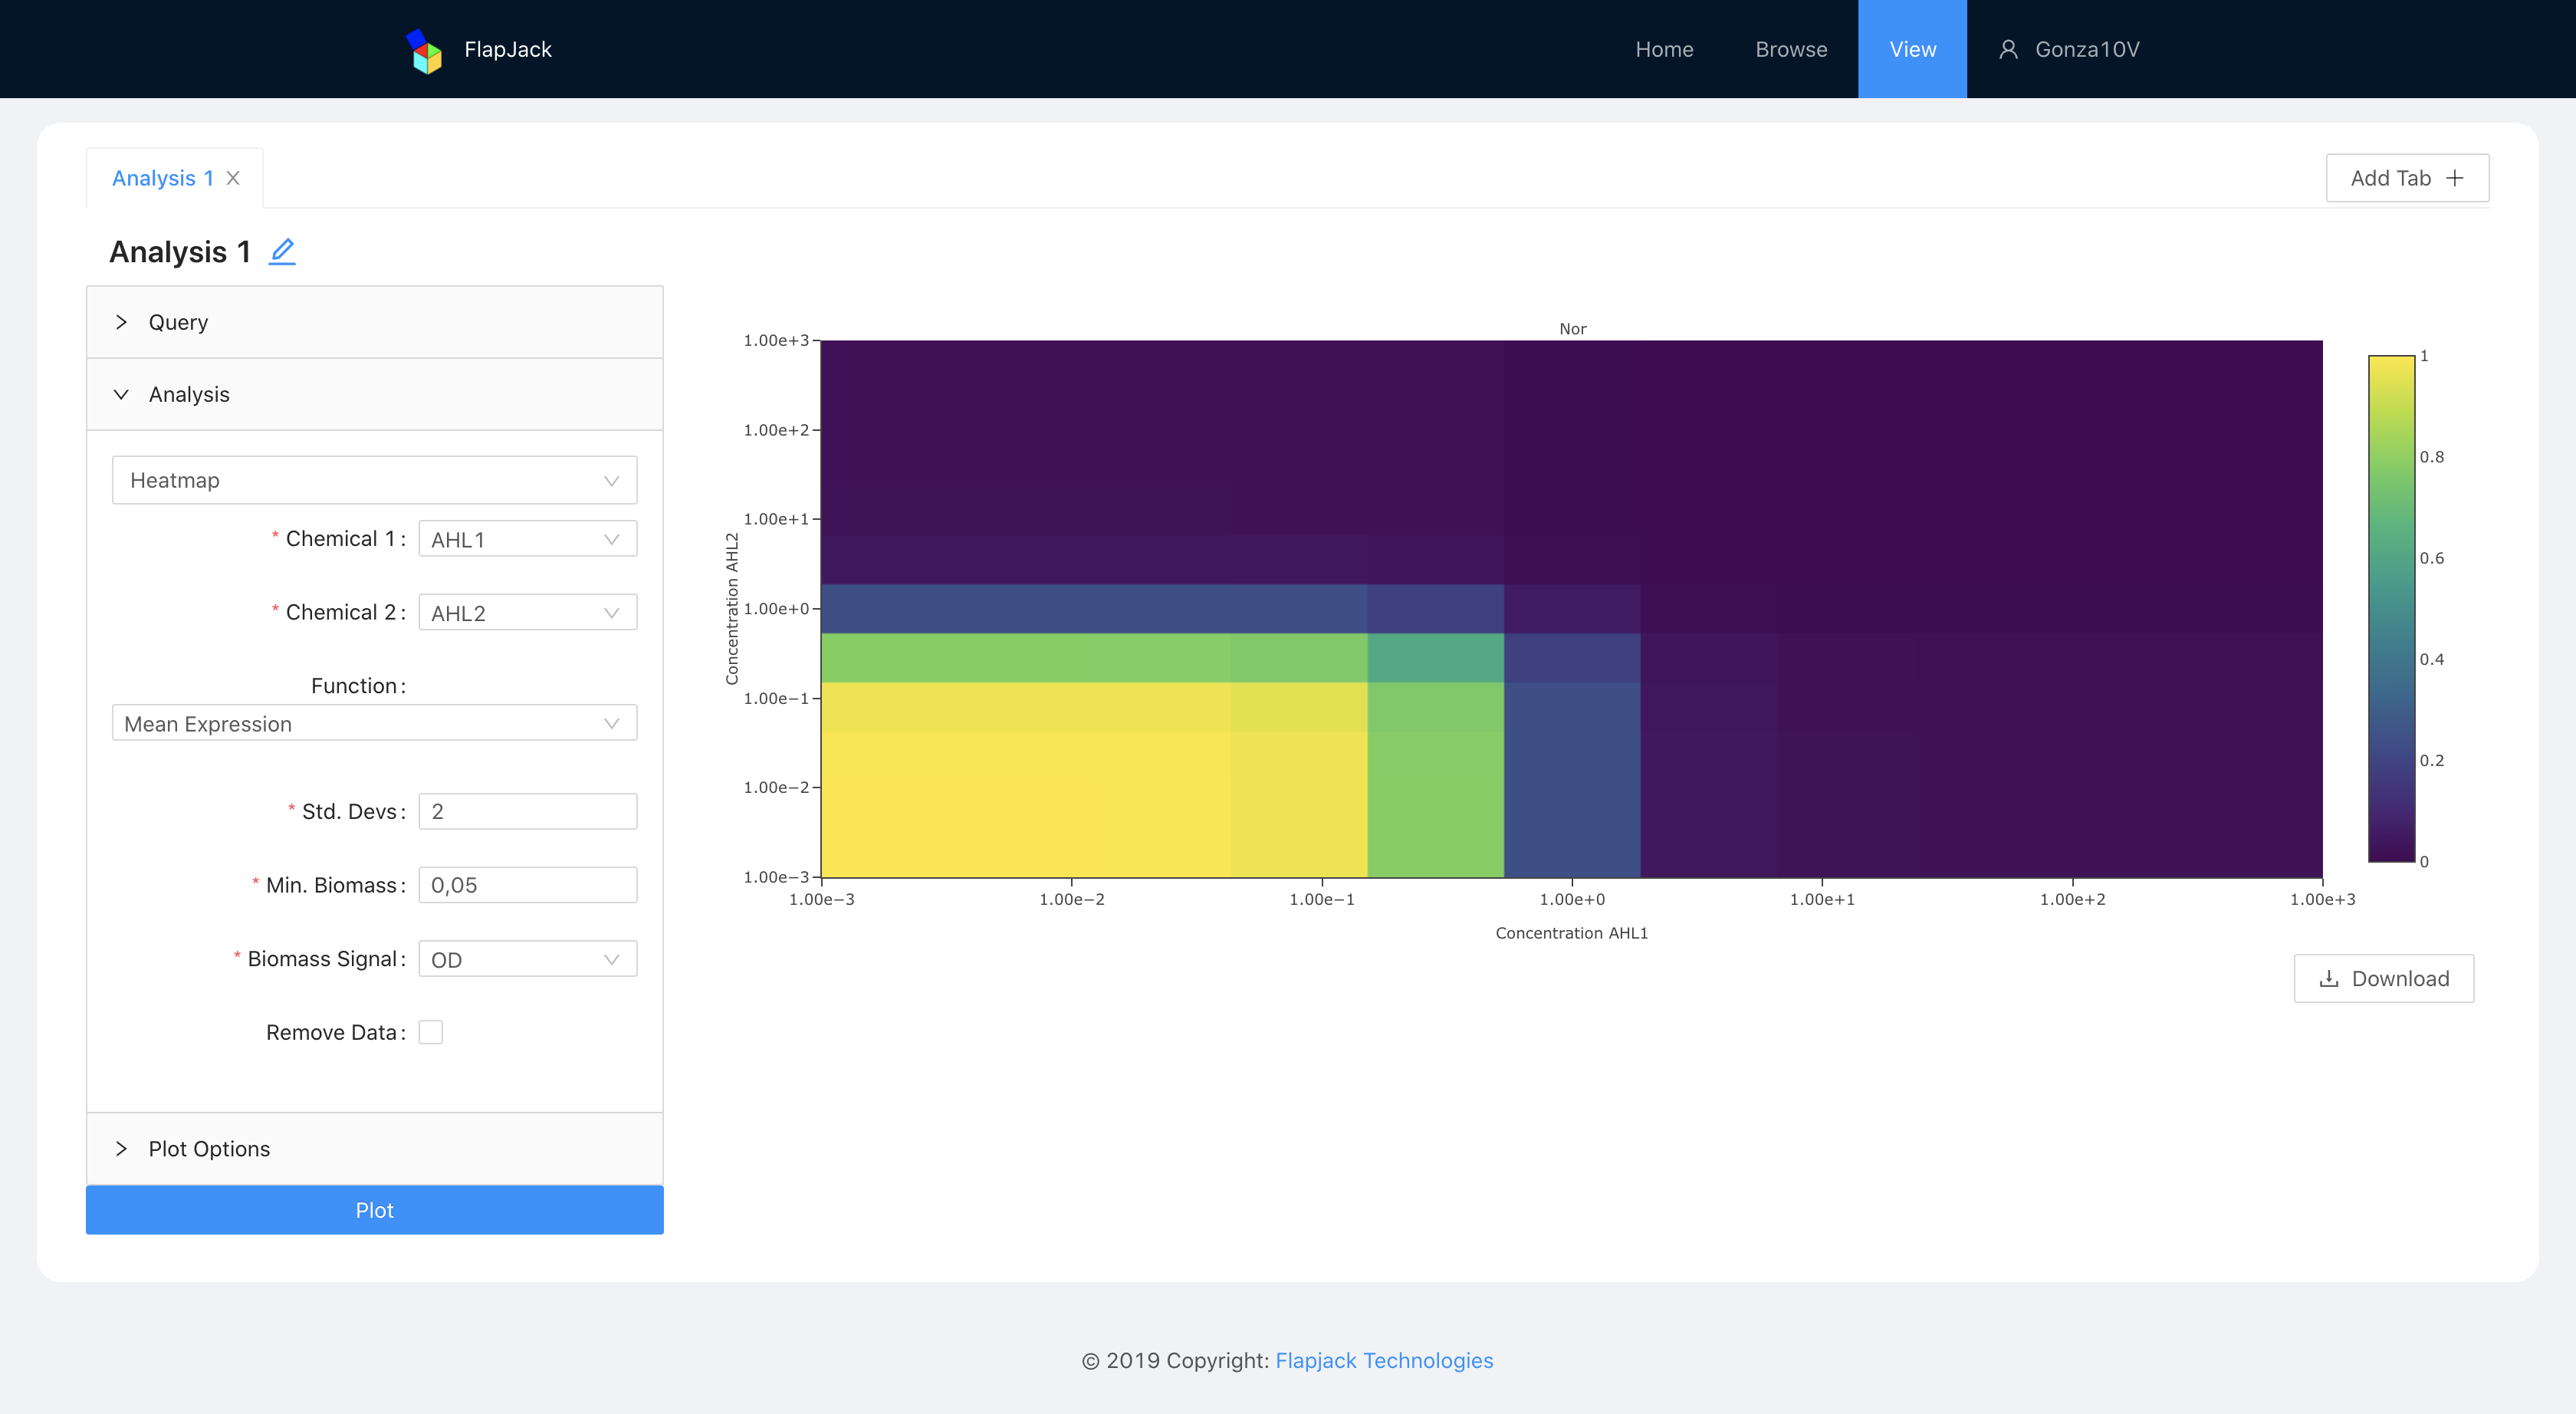 FlapJack
Home
Browse
View
Gonza10V
Analysis 1
Add Tab
Analysis 1
Query
Analysis
Heatmap
* Chemical 1 : AHL1
* Chemical 2 : AHL2
Function :
Mean Expression
* Std. Devs : 2
* Min. Biomass : 0,05
* Biomass Signal : OD
Remove Data :
Plot Options
Plot
Nor
Concentration AHL2
1.00e+3
1.00e+2
1.00e+1
1.00e+0
1.00e−1
1.00e−2
1.00e−3
1.00e−3
1.00e−2
1.00e−1
1.00e+0
1.00e+1
1.00e+2
1.00e+3
Concentration AHL1
1
0.8
0.6
0.4
0.2
0
Download
© 2019 Copyright: Flapjack Technologies